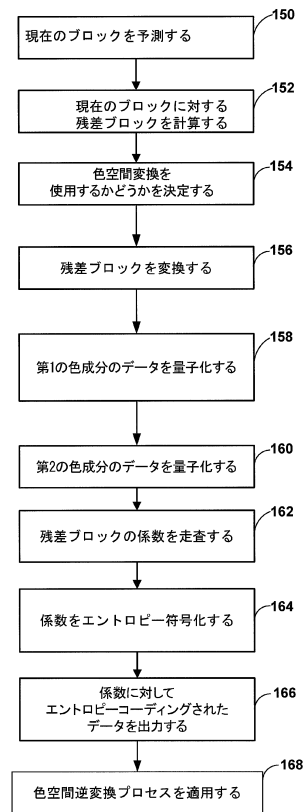 150
現在のブロックを予測する
152
現在のブロックに対する
残差ブロックを計算する
154
色空間変換を
使用するかどうかを決定する
156
残差ブロックを変換する
158
第1の色成分のデータを量子化する
160
第2の色成分のデータを量子化する
162
残差ブロックの係数を走査する
164
係数をエントロピー符号化する
係数に対して
166
エントロピーコーディングされた
データを出力する
168
色空間逆変換プロセスを適用する